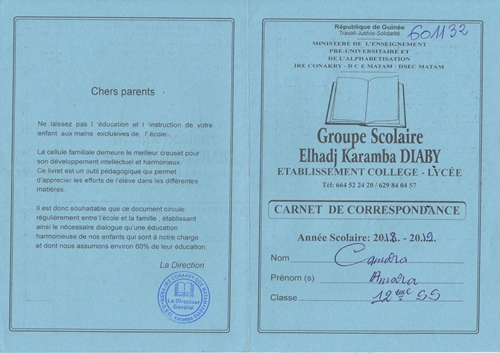 Chers parents
Ne laissez pas l 'éducation et l 'instruction de votre
enfant aux mains exclusives de l' école.
La cellule familiale demeure le meilleur creuset pour
son développement intellectuel et harmonieux.
Ce livret est un outil pédagogique qui permet
d'apprécier les efforts de l'élève dans les différentes
matières.
Il est donc souhaitable que ce document circule
régulièrement entre l'école et la famille , établissant
ainsi le nécessaire dialogue qu'une éducation
harmonieuse de nos enfants qui sont à notre charge
et dont nous assumons environ 60% de leur éducation.
La Direction
Le Directeur
Général
République de Guinée
Travail-Justice-Solidarité
601132
MINISTERE DE L'ENSEIGNEMENT
PRE-UNIVERSITAIRE ET
DE L'ALPHABETISATION
IRE CONAKRY - D C E MATAM - DSEC MATAM
Groupe Scolaire
Elhadj Karamba DIABY
ETABLISSEMENT COLLEGE - LYCÉE
Tél: 664 52 24 20 / 629 84 04 57
CARNET DE CORRESPONDANCE
Année Scolaire: 2018. - 2019.
Nom Camara
Prénom (s) Amara
Classe 12ème SS